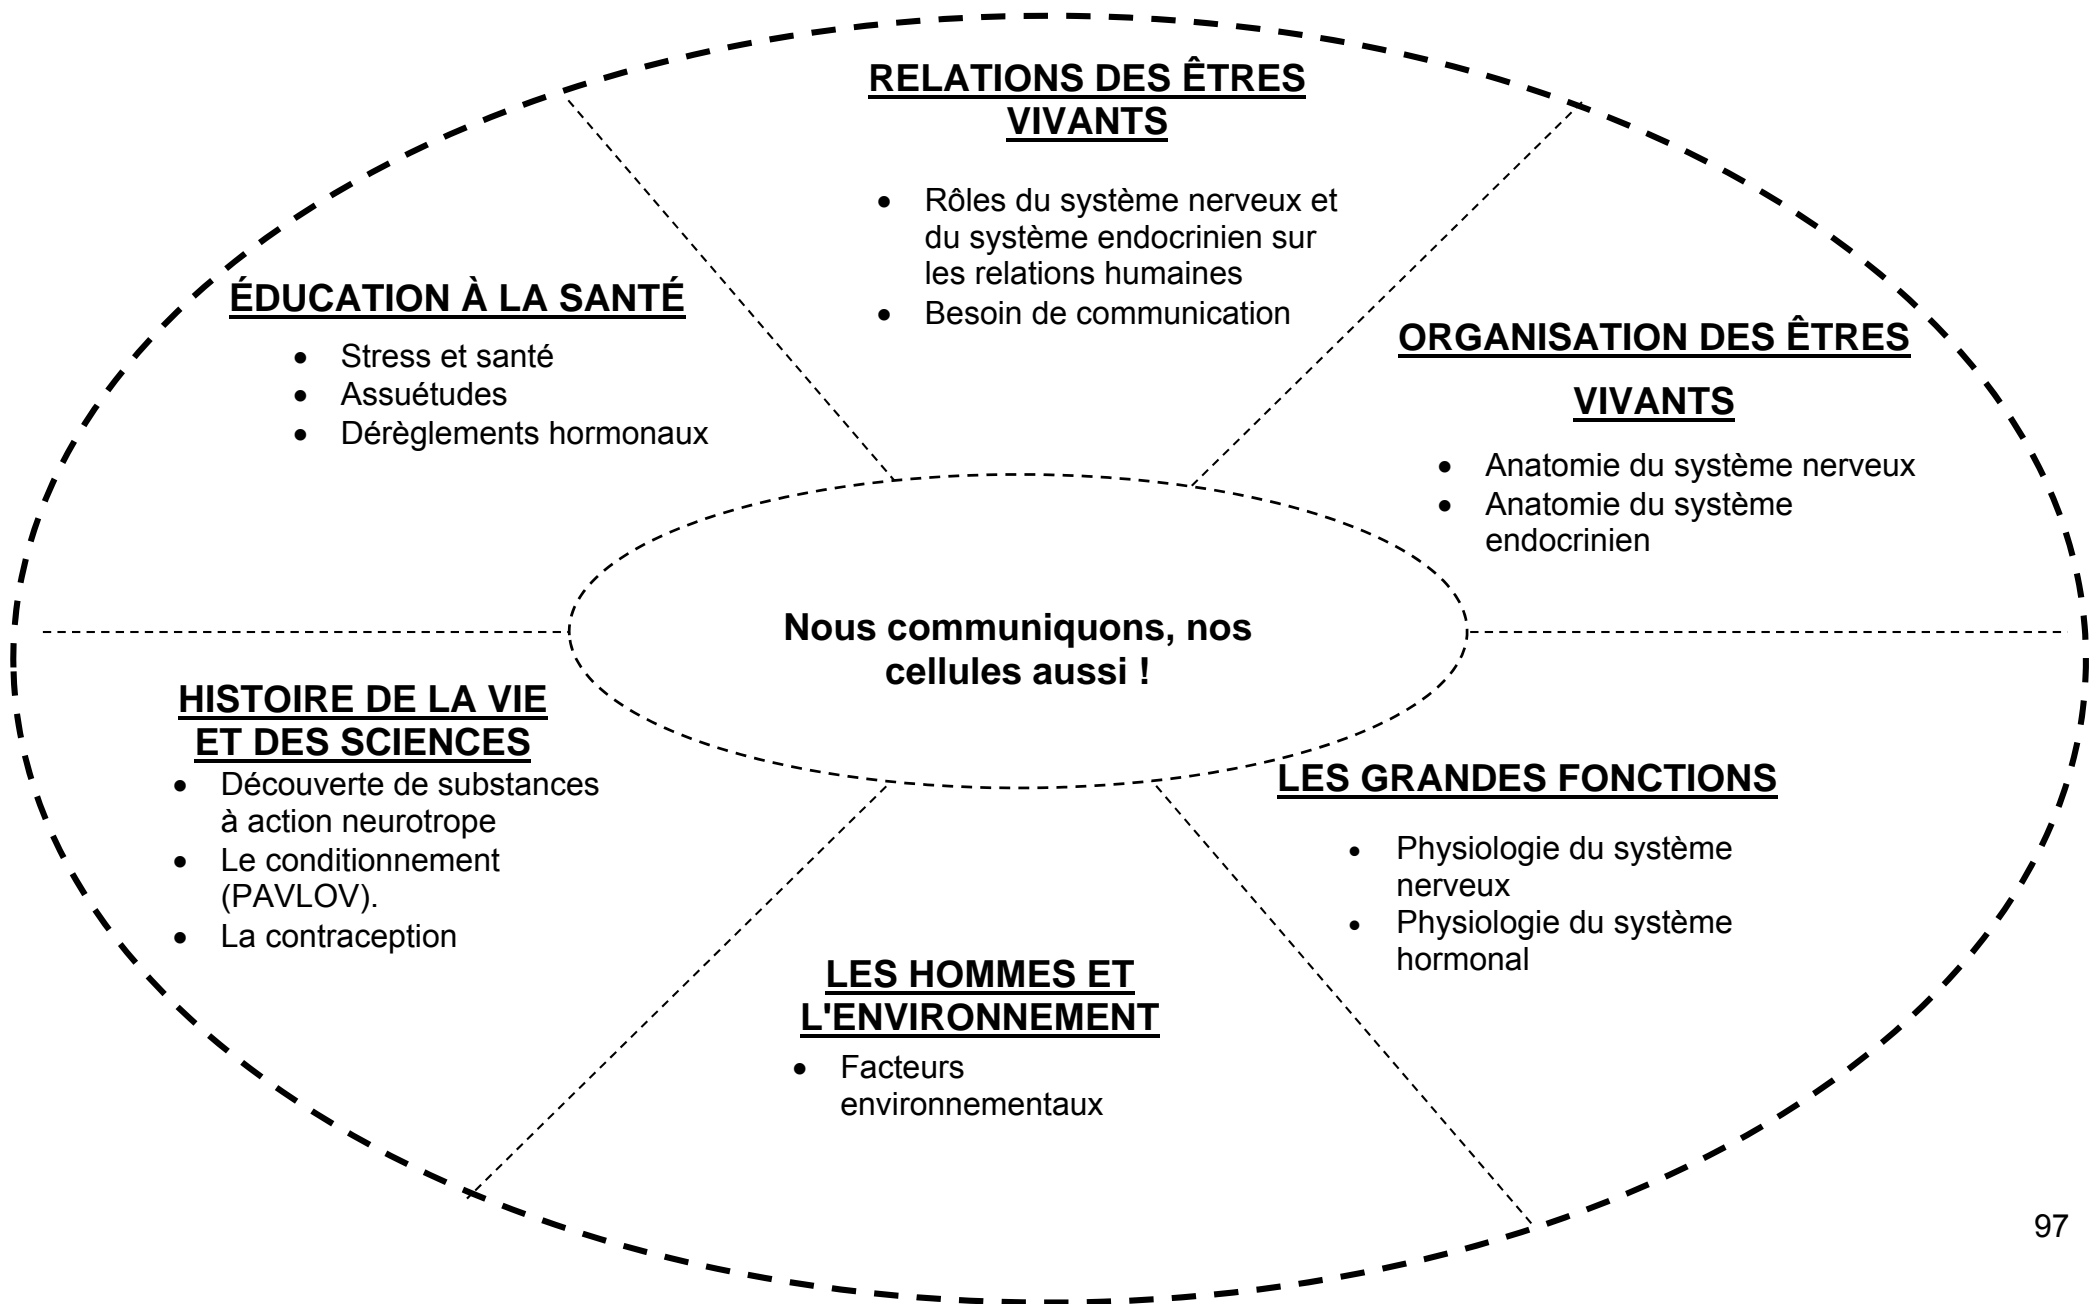 RELATIONS DES ÊTRES
VIVANTS
• Rôles du système nerveux et
du système endocrinien sur
les relations humaines
• Besoin de communication
ÉDUCATION À LA SANTÉ
• Stress et santé
• Assuétudes
• Dérèglements hormonaux
ORGANISATION DES ÊTRES
VIVANTS
• Anatomie du système nerveux
• Anatomie du système
endocrinien
Nous communiquons, nos
cellules aussi !
HISTOIRE DE LA VIE
ET DES SCIENCES
• Découverte de substances
à action neurotrope
• Le conditionnement
(PAVLOV).
• La contraception
LES GRANDES FONCTIONS
• Physiologie du système
nerveux
• Physiologie du système
hormonal
LES HOMMES ET
L'ENVIRONNEMENT
• Facteurs
environnementaux
97